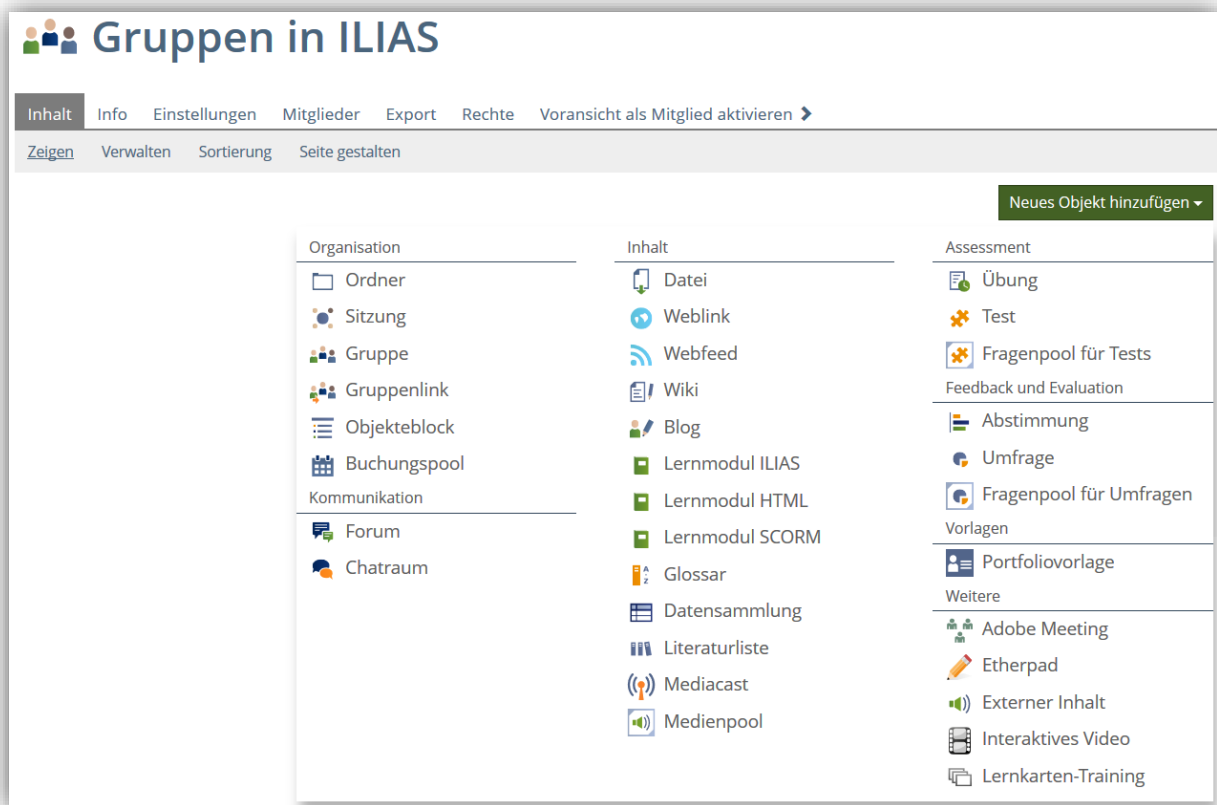 Gruppen in ILIAS
Inhalt Info Einstellungen Mitglieder Export Rechte Voransicht als Mitglied aktivieren
Zeigen Verwalten Sortierung Seite gestalten
Neues Objekt hinzufügen
Organisation
Ordner
Sitzung
Gruppe
Gruppenlink
Objekteblock
Buchungspool
Kommunikation
Forum
Chatraum
Inhalt
Datei
Weblink
Webfeed
Wiki
Blog
Lernmodul ILIAS
Lernmodul HTML
Lernmodul SCORM
Glossar
Datensammlung
Literaturliste
Mediacast
Medienpool
Assessment
Übung
Test
Fragenpool für Tests
Feedback und Evaluation
Abstimmung
Umfrage
Fragenpool für Umfragen
Vorlagen
Portfoliovorlage
Weitere
Adobe Meeting
Etherpad
Externer Inhalt
Interaktives Video
Lernkarten-Training